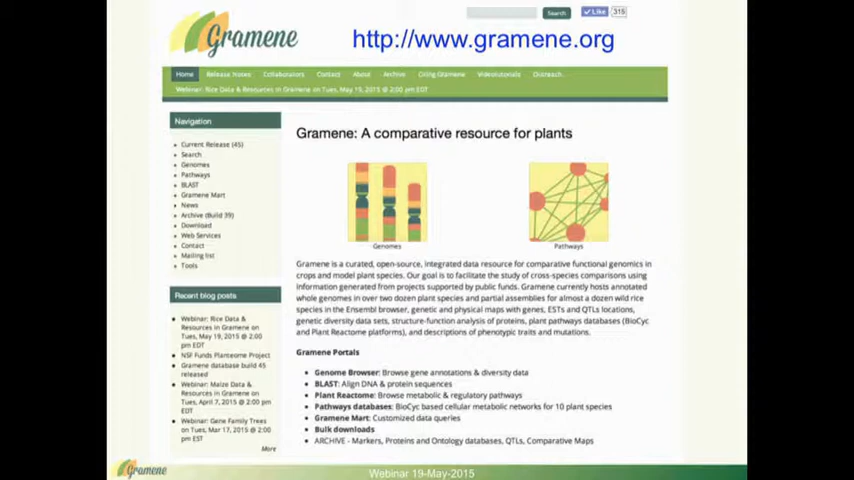 Gramene
Search
Like
315
http://www.gramene.org
Home Release Notes Collaborators Contact About Archive Citing Gramene Videotutorials Outreach
Webinar: Rice Data & Resources in Gramene on Tues, May 19, 2015 @ 2:00 pm EDT
Navigation
Current Release (45)
Search
Genomes
Pathways
BLAST
Gramene Mart
News
Archive (Build 39)
Download
Web Services
Contact
Mailing list
Tools
Recent blog posts
Webinar: Rice Data &
Resources in Gramene on
Tues, May 19, 2015 @ 2:00
pm EDT
NSF Funds Planteome Project
Gramene database build 45
released
Webinar: Maize Data &
Resources in Gramene on
Tues, April 7, 2015 @ 2:00 pm
EDT
Webinar: Gene Family Trees
on Tues, Mar 17, 2015 @ 2:00
pm EST
More
Gramene: A comparative resource for plants
Genomes
Pathways
Gramene is a curated, open-source, integrated data resource for comparative functional genomics in
crops and model plant species. Our goal is to facilitate the study of cross-species comparisons using
information generated from projects supported by public funds. Gramene currently hosts annotated
whole genomes in over two dozen plant species and partial assemblies for almost a dozen wild rice
species in the Ensembl browser, genetic and physical maps with genes, ESTs and QTLs locations,
genetic diversity data sets, structure-function analysis of proteins, plant pathways databases (BioCyc
and Plant Reactome platforms), and descriptions of phenotypic traits and mutations.
Gramene Portals
Genome Browser: Browse gene annotations & diversity data
BLAST: Align DNA & protein sequences
Plant Reactome: Browse metabolic & regulatory pathways
Pathways databases: BioCyc based cellular metabolic networks for 10 plant species
Gramene Mart: Customized data queries
Bulk downloads
ARCHIVE - Markers, Proteins and Ontology databases, QTLs, Comparative Maps
Gramene
Webinar 19-May-2015